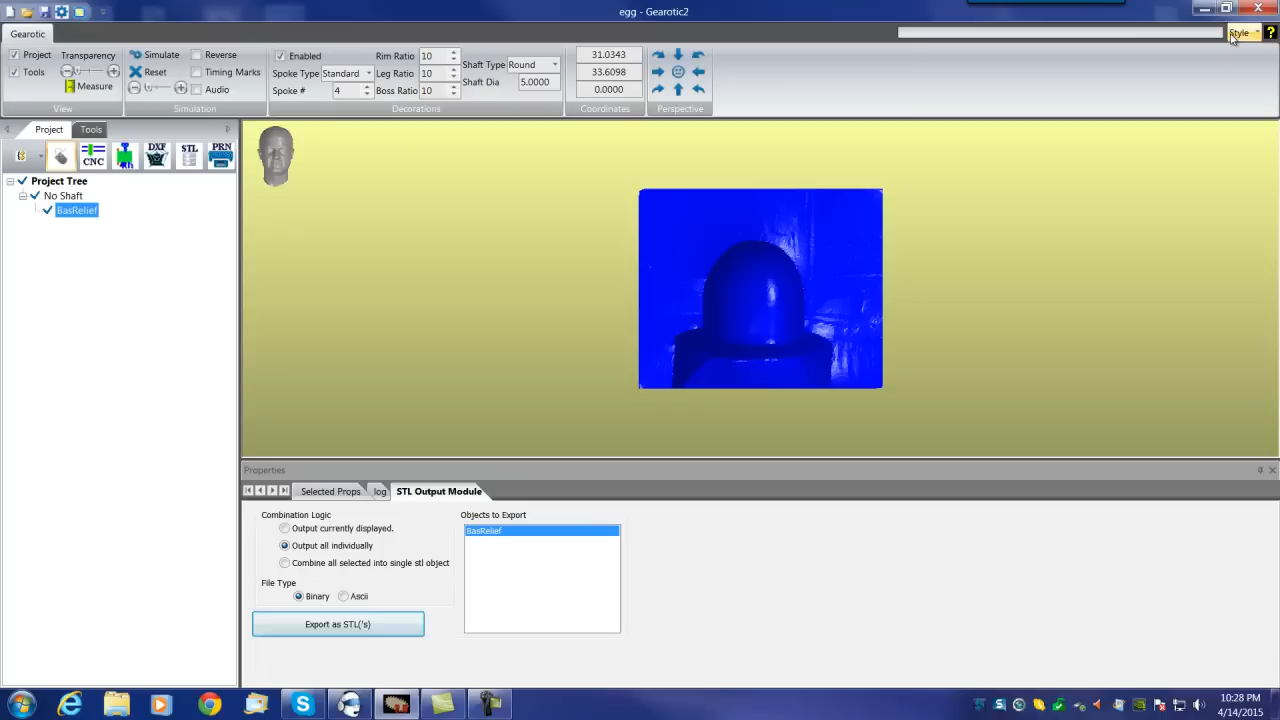 egg - Gearotic2
Gearotic
Style
Project Transparency
Tools
Measure
View
Simulate Reverse
Reset Timing Marks
Audio
Simulation
Enabled Rim Ratio 10
Spoke Type Standard Leg Ratio 10
Spoke # 4 Boss Ratio 10
Shaft Type Round
Shaft Dia 5.0000
Decorations
31.0343
33.6098
0.0000
Coordinates
Perspective
Project Tools
CNC DXF STL PRN
Project Tree
No Shaft
BasRelief
Properties
Selected Props log STL Output Module
Combination Logic
Output currently displayed.
Output all individually
Combine all selected into single stl object
File Type
Binary Ascii
Export as STL('s)
Objects to Export
BasRelief
10:28 PM
4/14/2015